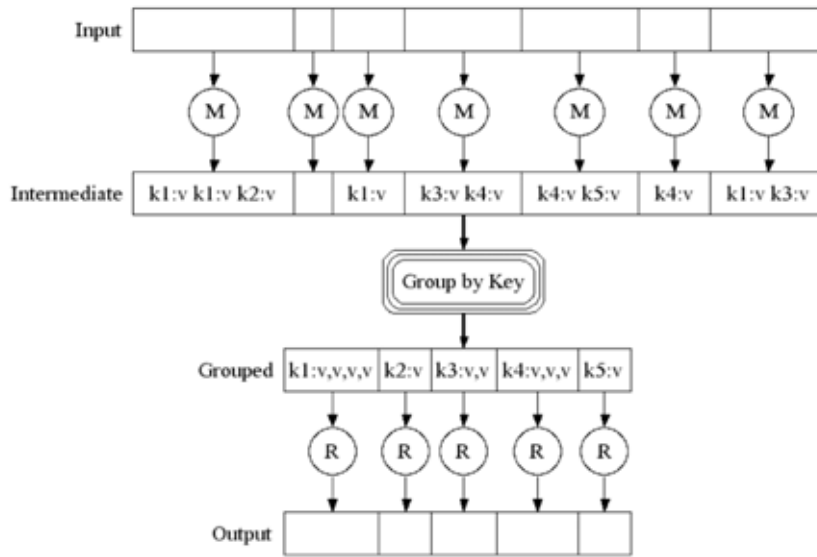 Input
M M M M M M M
Intermediate k1:v k1:v k2:v k1:v k3:v k4:v k4:v k5:v k4:v k1:v k3:v
Group by Key
Grouped k1:v,v,v,v k2:v k3:v,v k4:v,v,v k5:v
R R R R R
Output